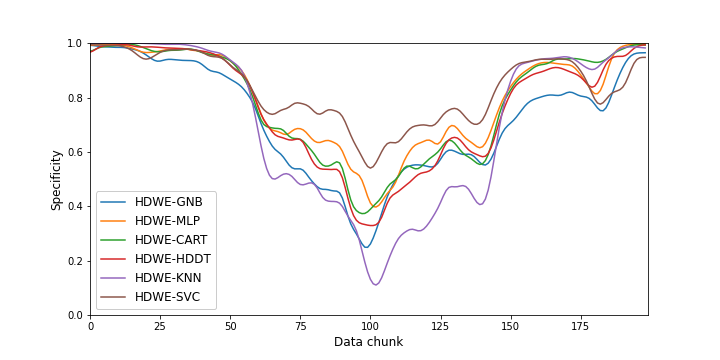 1.0
0.8
0.6
0.4
0.2
0.0
Specificity
HDWE-GNB
HDWE-MLP
HDWE-CART
HDWE-HDDT
HDWE-KNN
HDWE-SVC
0 25 50 75 100 125 150 175
Data chunk